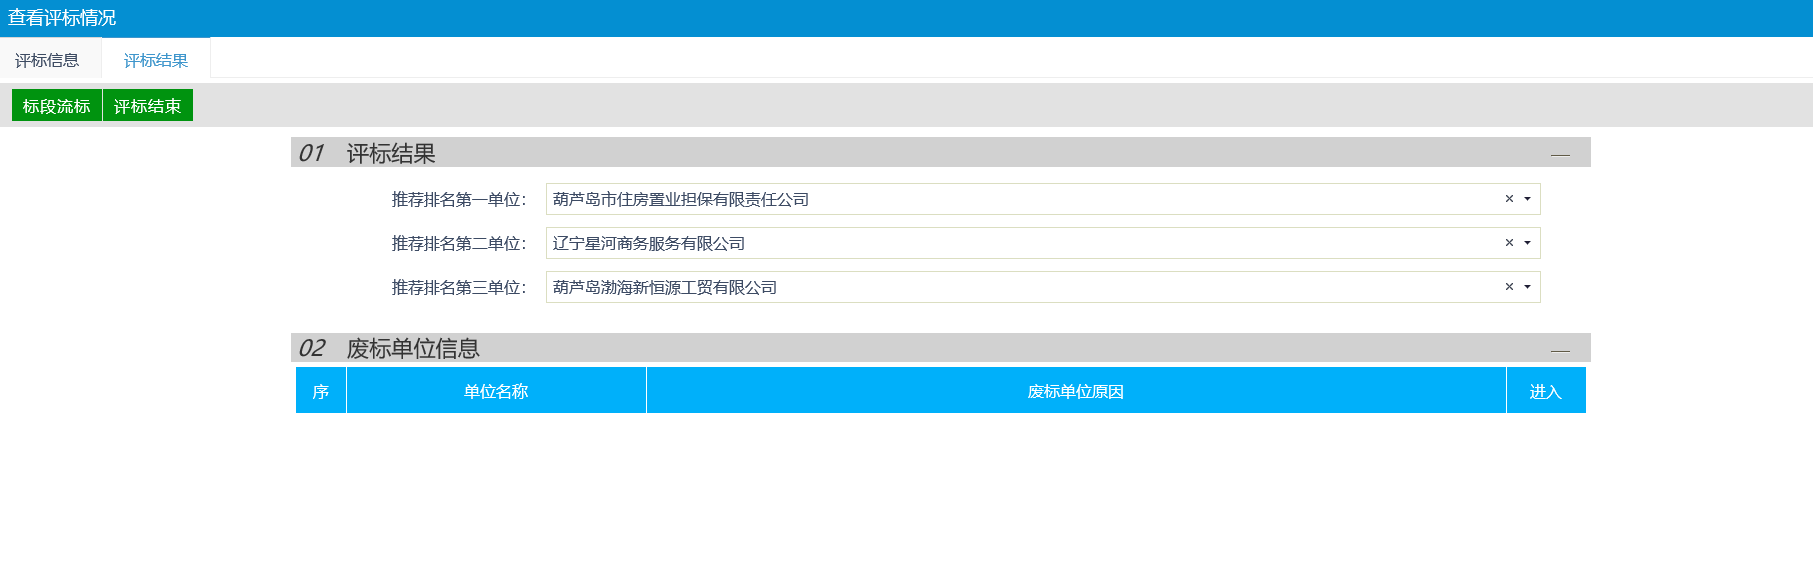 查看评标情况
评标信息 评标结果
标段流标 评标结束
01 评标结果
推荐排名第一单位： 葫芦岛市住房置业担保有限责任公司
推荐排名第二单位： 辽宁星河商务服务有限公司
推荐排名第三单位： 葫芦岛渤海新恒源工贸有限公司
02 废标单位信息
序 单位名称 废标单位原因 进入